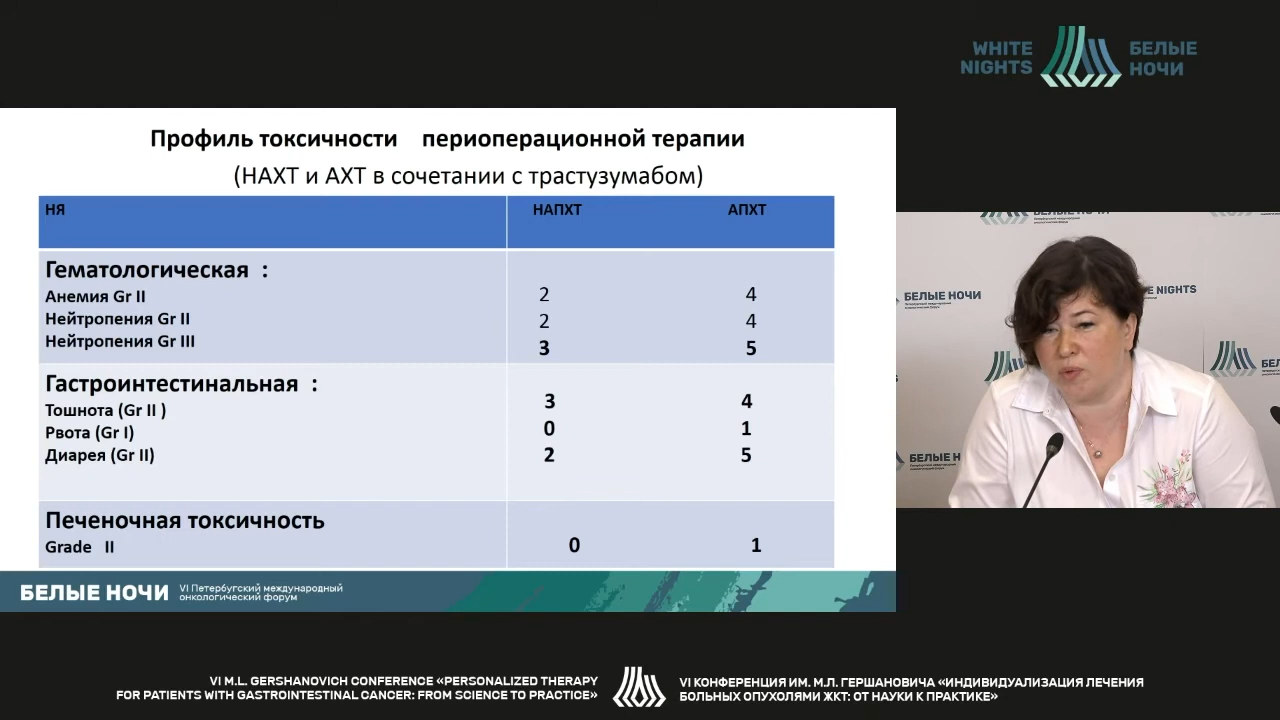 WHITE
NIGHTS
БЕЛЫЕ
НОЧИ
Профиль токсичности периоперационной терапии
(НАХТ и АХТ в сочетании с трастузумабом)
НЯ НАПХТ АПХТ
Гематологическая :
Анемия Gr II 2 4
Нейтропения Gr II 2 4
Нейтропения Gr III 3 5
Гастроинтестинальная :
Тошнота (Gr II ) 3 4
Рвота (Gr I) 0 1
Диарея (Gr II) 2 5
Печеночная токсичность
Grade II 0 1
БЕЛЫЕ НОЧИ
VI Петербургский международный
онкологический форум
БЕЛЫЕ НОЧИ
E NIGHTS
БЕЛЫЕ Н
VI M.L. GERSHANOVICH CONFERENCE «PERSONALIZED THERAPY
FOR PATIENTS WITH GASTROINTESTINAL CANCER: FROM SCIENCE TO PRACTICE»
VI КОНФЕРЕНЦИЯ ИМ. М.Л. ГЕРШАНОВИЧА «ИНДИВИДУАЛИЗАЦИЯ ЛЕЧЕНИЯ
БОЛЬНЫХ ОПУХОЛЯМИ ЖКТ: ОТ НАУКИ К ПРАКТИКЕ»